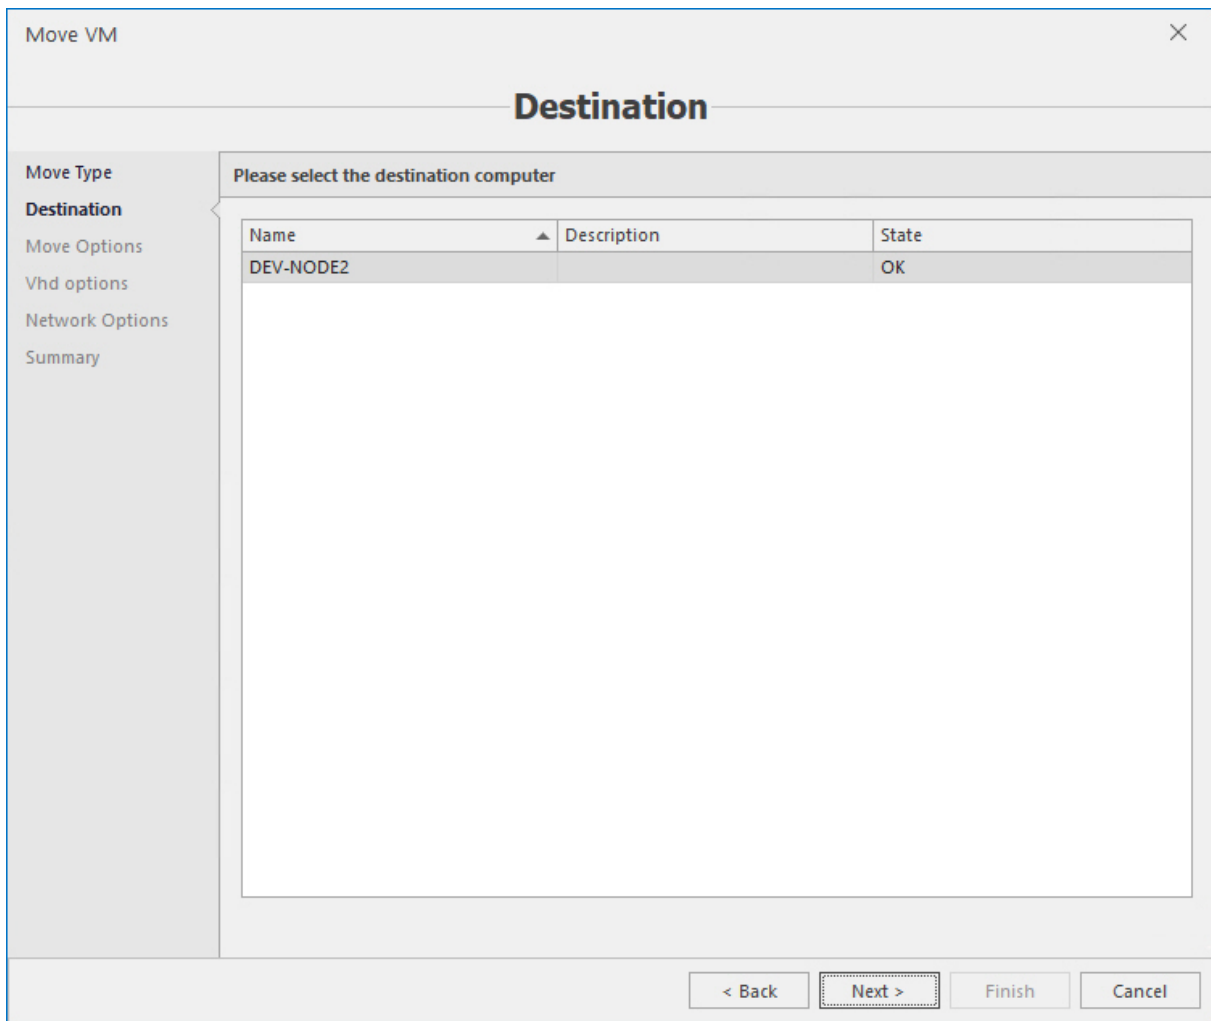 Move VM
Destination
Move Type
Destination
Move Options
Vhd options
Network Options
Summary
Please select the destination computer
Name Description State
DEV-NODE2 OK
< Back Next > Finish Cancel